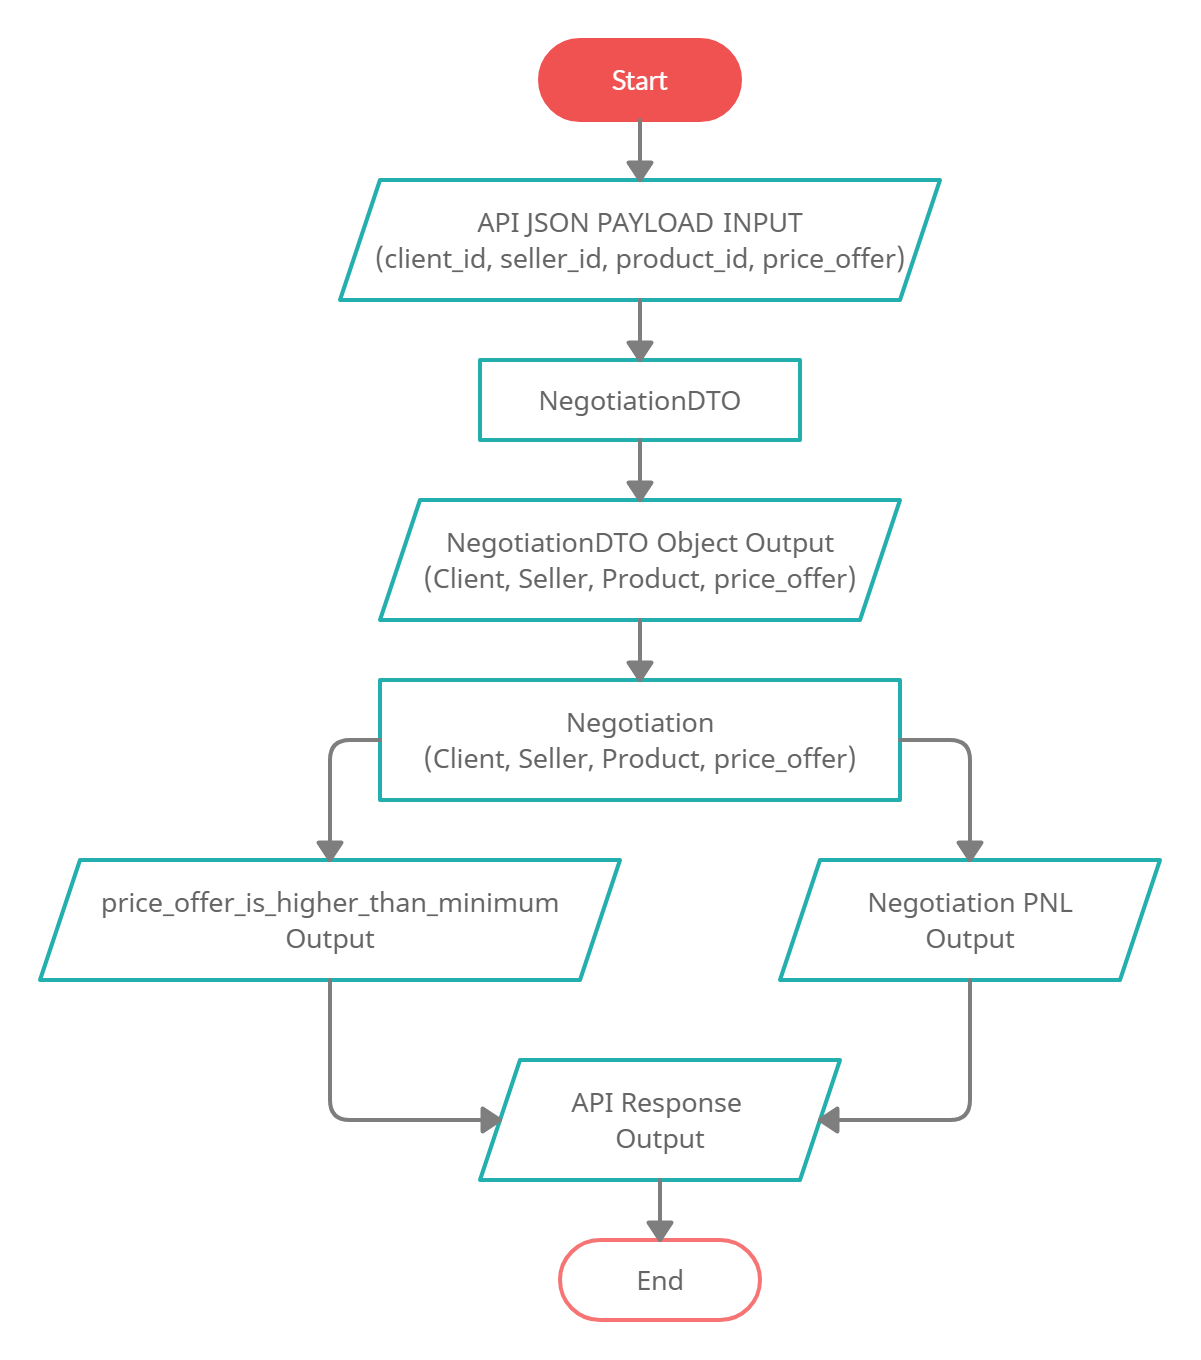 Start
API JSON PAYLOAD INPUT
(client_id, seller_id, product_id, price_offer)
NegotiationDTO
NegotiationDTO Object Output
(Client, Seller, Product, price_offer)
Negotiation
(Client, Seller, Product, price_offer)
price_offer_is_higher_than_minimum
Output
Negotiation PNL
Output
API Response
Output
End